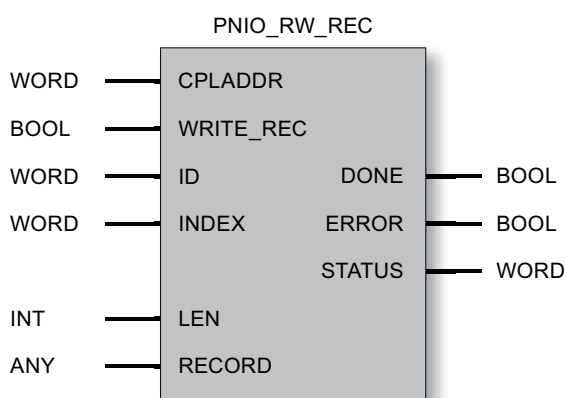 PNIO_RW_REC
WORD CPLADDR
BOOL WRITE_REC
WORD ID DONE BOOL
WORD INDEX ERROR BOOL
STATUS WORD
INT LEN
ANY RECORD